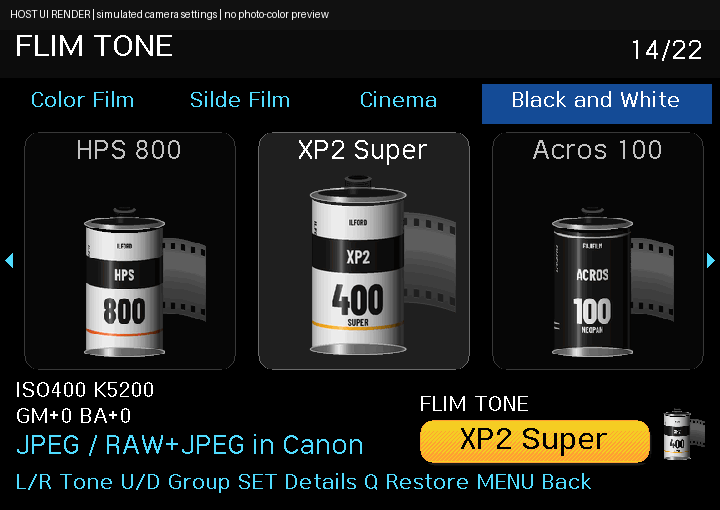 HOST UI RENDER | simulated camera settings | no photo-color preview
FLIM TONE
14/22
Color Film
Silde Film
Cinema
Black and White
HPS 800
XP2 Super
Acros 100
ILFORD
HPS
800
ILFORD
XP2
400
SUPER
FUJIFILM
ACROS
100
NEOPAN
ISO400 K5200
GM+0 BA+0
JPEG / RAW+JPEG in Canon
FLIM TONE
XP2 Super
400
L/R Tone U/D Group SET Details Q Restore MENU Back